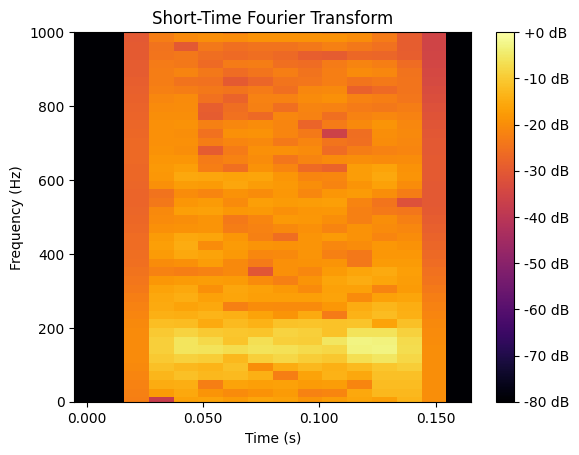 Short-Time Fourier Transform
1000
800
600
400
200
0
Frequency (Hz)
0.000
0.050
0.100
0.150
Time (s)
+0 dB
-10 dB
-20 dB
-30 dB
-40 dB
-50 dB
-60 dB
-70 dB
-80 dB